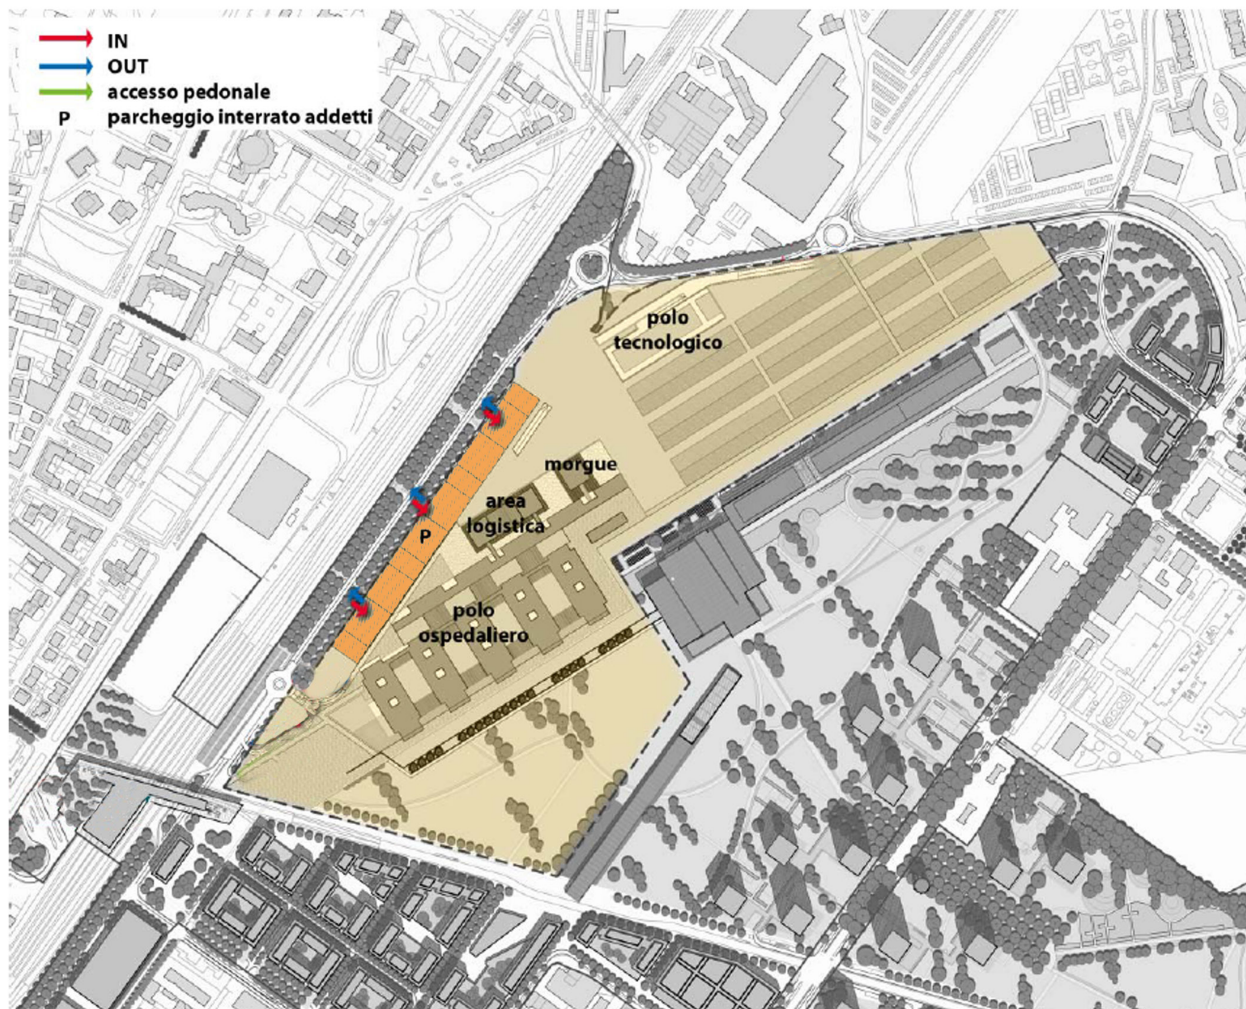 IN
OUT
accesso pedonale
P parcheggio interrato addetti
polo
tecnologico
morgue
area
logistica
P
polo
ospedaliero